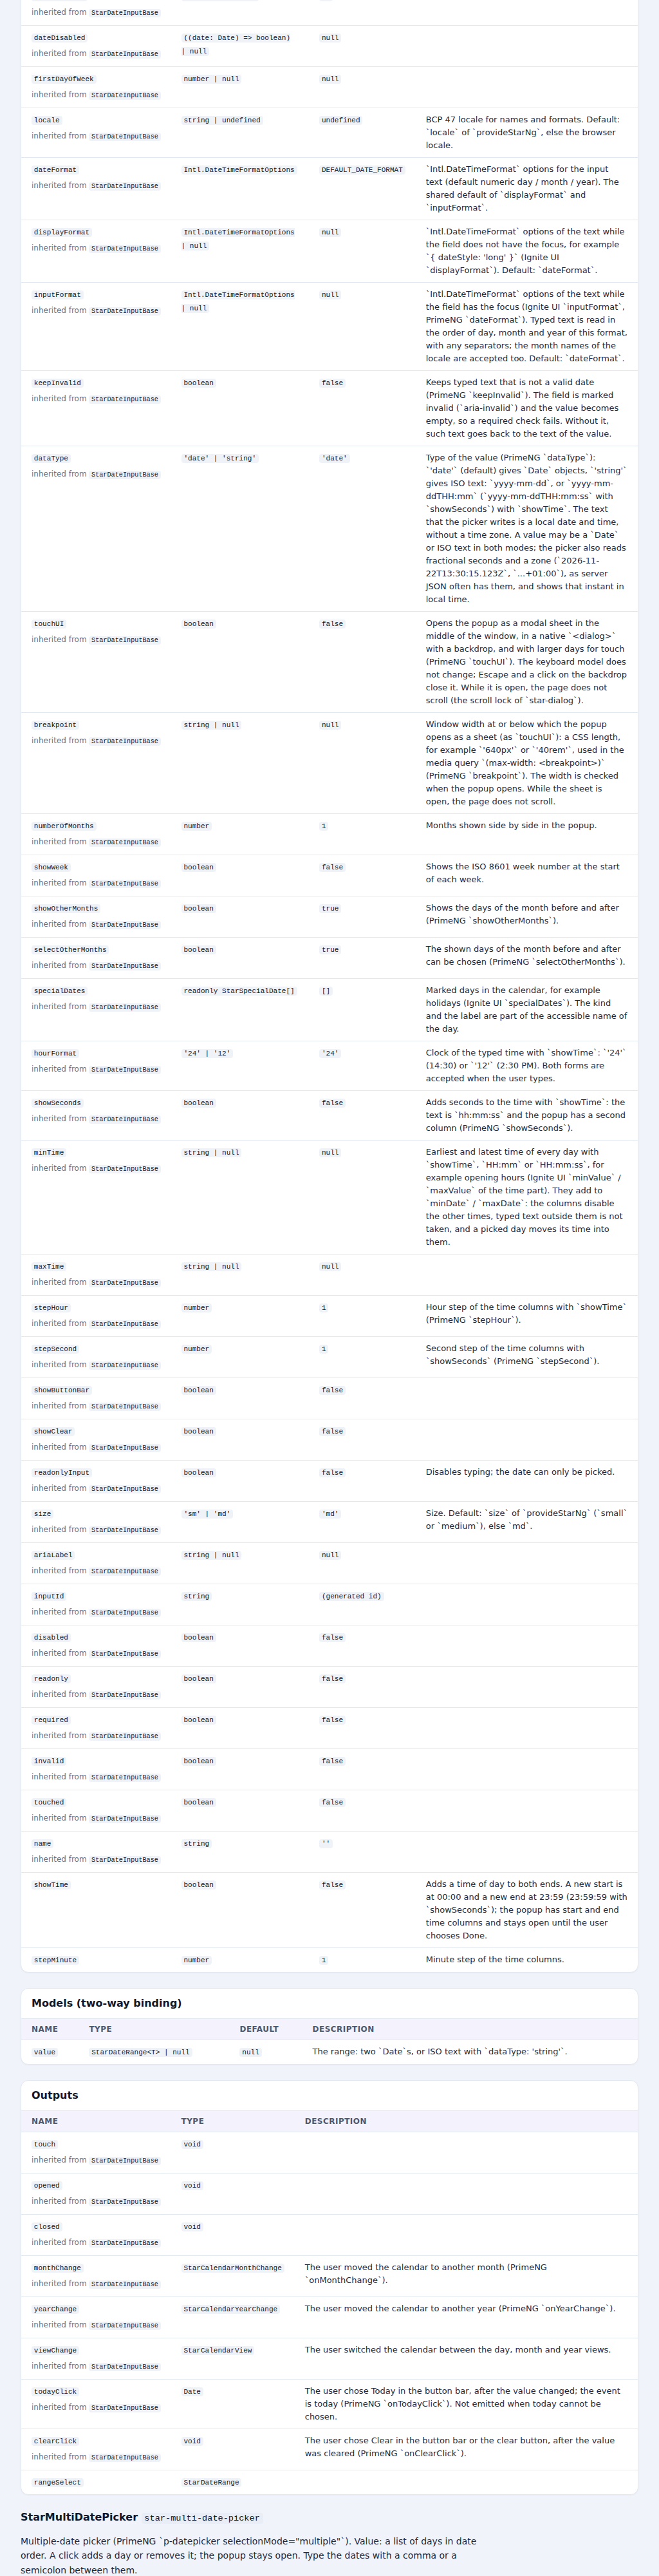 inherited from StarDateInputBase
dateDisabled ((date: Date) => boolean) null
| null
inherited from StarDateInputBase
firstDayOfWeek number | null null
inherited from StarDateInputBase
locale string | undefined undefined BCP 47 locale for names and formats. Default:
inherited from StarDateInputBase `locale` of `provideStarNg`, else the browser
locale.
dateFormat Intl.DateTimeFormatOptions DEFAULT_DATE_FORMAT `Intl.DateTimeFormat` options for the input
inherited from StarDateInputBase text (default numeric day / month / year). The
shared default of `displayFormat` and
`inputFormat`.
displayFormat Intl.DateTimeFormatOptions null `Intl.DateTimeFormat` options of the text while
| null the field does not have the focus, for example
inherited from StarDateInputBase `{ dateStyle: 'long' }` (Ignite UI
`displayFormat`). Default: `dateFormat`.
inputFormat Intl.DateTimeFormatOptions null `Intl.DateTimeFormat` options of the text while
| null the field has the focus (Ignite UI `inputFormat`,
inherited from StarDateInputBase PrimeNG `dateFormat`). Typed text is read in
the order of day, month and year of this format,
with any separators; the month names of the
locale are accepted too. Default: `dateFormat`.
keepInvalid boolean false Keeps typed text that is not a valid date
inherited from StarDateInputBase (PrimeNG `keepInvalid`). The field is marked
invalid (`aria-invalid`) and the value becomes
empty, so a required check fails. Without it,
such text goes back to the text of the value.
dataType 'date' | 'string' 'date' Type of the value (PrimeNG `dataType`):
inherited from StarDateInputBase `'date'` (default) gives `Date` objects, `'string'`
gives ISO text: `yyyy-mm-dd`, or `yyyy-mm-
ddTHH:mm` (`yyyy-mm-ddTHH:mm:ss` with
`showSeconds`) with `showTime`. The text
that the picker writes is a local date and time,
without a time zone. A value may be a `Date`
or ISO text in both modes; the picker also reads
fractional seconds and a zone (`2026-11-
22T13:30:15.123Z`, `…+01:00`), as server
JSON often has them, and shows that instant in
local time.
touchUI boolean false Opens the popup as a modal sheet in the
inherited from StarDateInputBase middle of the window, in a native `<dialog>`
with a backdrop, and with larger days for touch
(PrimeNG `touchUI`). The keyboard model does
not change; Escape and a click on the backdrop
close it. While it is open, the page does not
scroll (the scroll lock of `star-dialog`).
breakpoint string | null null Window width at or below which the popup
inherited from StarDateInputBase opens as a sheet (as `touchUI`): a CSS length,
for example `'640px'` or `'40rem'`, used in the
media query `(max-width: <breakpoint>)`
(PrimeNG `breakpoint`). The width is checked
when the popup opens. While the sheet is
open, the page does not scroll.
numberOfMonths number 1 Months shown side by side in the popup.
inherited from StarDateInputBase
showWeek boolean false Shows the ISO 8601 week number at the start
inherited from StarDateInputBase of each week.
showOtherMonths boolean true Shows the days of the month before and after
inherited from StarDateInputBase (PrimeNG `showOtherMonths`).
selectOtherMonths boolean true The shown days of the month before and after
inherited from StarDateInputBase can be chosen (PrimeNG `selectOtherMonths`).
specialDates readonly StarSpecialDate[] [] Marked days in the calendar, for example
inherited from StarDateInputBase holidays (Ignite UI `specialDates`). The kind
and the label are part of the accessible name of
the day.
hourFormat '24' | '12' '24' Clock of the typed time with `showTime`: `'24'`
inherited from StarDateInputBase (14:30) or `'12'` (2:30 PM). Both forms are
accepted when the user types.
showSeconds boolean false Adds seconds to the time with `showTime`: the
inherited from StarDateInputBase text is `hh:mm:ss` and the popup has a second
column (PrimeNG `showSeconds`).
minTime string | null null Earliest and latest time of every day with
inherited from StarDateInputBase `showTime`, `HH:mm` or `HH:mm:ss`, for
example opening hours (Ignite UI `minValue` /
`maxValue` of the time part). They add to
`minDate` / `maxDate`: the columns disable
the other times, typed text outside them is not
taken, and a picked day moves its time into
them.
maxTime string | null null
inherited from StarDateInputBase
stepHour number 1 Hour step of the time columns with `showTime`
inherited from StarDateInputBase (PrimeNG `stepHour`).
stepSecond number 1 Second step of the time columns with
inherited from StarDateInputBase `showSeconds` (PrimeNG `stepSecond`).
showButtonBar boolean false
inherited from StarDateInputBase
showClear boolean false
inherited from StarDateInputBase
readonlyInput boolean false Disables typing; the date can only be picked.
inherited from StarDateInputBase
size 'sm' | 'md' 'md' Size. Default: `size` of `provideStarNg` (`small`
inherited from StarDateInputBase or `medium`), else `md`.
ariaLabel string | null null
inherited from StarDateInputBase
inputId string (generated id)
inherited from StarDateInputBase
disabled boolean false
inherited from StarDateInputBase
readonly boolean false
inherited from StarDateInputBase
required boolean false
inherited from StarDateInputBase
invalid boolean false
inherited from StarDateInputBase
touched boolean false
inherited from StarDateInputBase
name string ''
inherited from StarDateInputBase
showTime boolean false Adds a time of day to both ends. A new start is
at 00:00 and a new end at 23:59 (23:59:59 with
`showSeconds`); the popup has start and end
time columns and stays open until the user
chooses Done.
stepMinute number 1 Minute step of the time columns.
Models (two-way binding)
NAME TYPE DEFAULT DESCRIPTION
value StarDateRange<T> | null null The range: two `Date`s, or ISO text with `dataType: 'string'`.
Outputs
NAME TYPE DESCRIPTION
touch void
inherited from StarDateInputBase
opened void
inherited from StarDateInputBase
closed void
inherited from StarDateInputBase
monthChange StarCalendarMonthChange The user moved the calendar to another month (PrimeNG
inherited from StarDateInputBase `onMonthChange`).
yearChange StarCalendarYearChange The user moved the calendar to another year (PrimeNG `onYearChange`).
inherited from StarDateInputBase
viewChange StarCalendarView The user switched the calendar between the day, month and year views.
inherited from StarDateInputBase
todayClick Date The user chose Today in the button bar, after the value changed; the event
inherited from StarDateInputBase is today (PrimeNG `onTodayClick`). Not emitted when today cannot be
chosen.
clearClick void The user chose Clear in the button bar or the clear button, after the value
inherited from StarDateInputBase was cleared (PrimeNG `onClearClick`).
rangeSelect StarDateRange
StarMultiDatePicker star-multi-date-picker
Multiple-date picker (PrimeNG `p-datepicker selectionMode="multiple"`). Value: a list of days in date
order. A click adds a day or removes it; the popup stays open. Type the dates with a comma or a
semicolon between them.